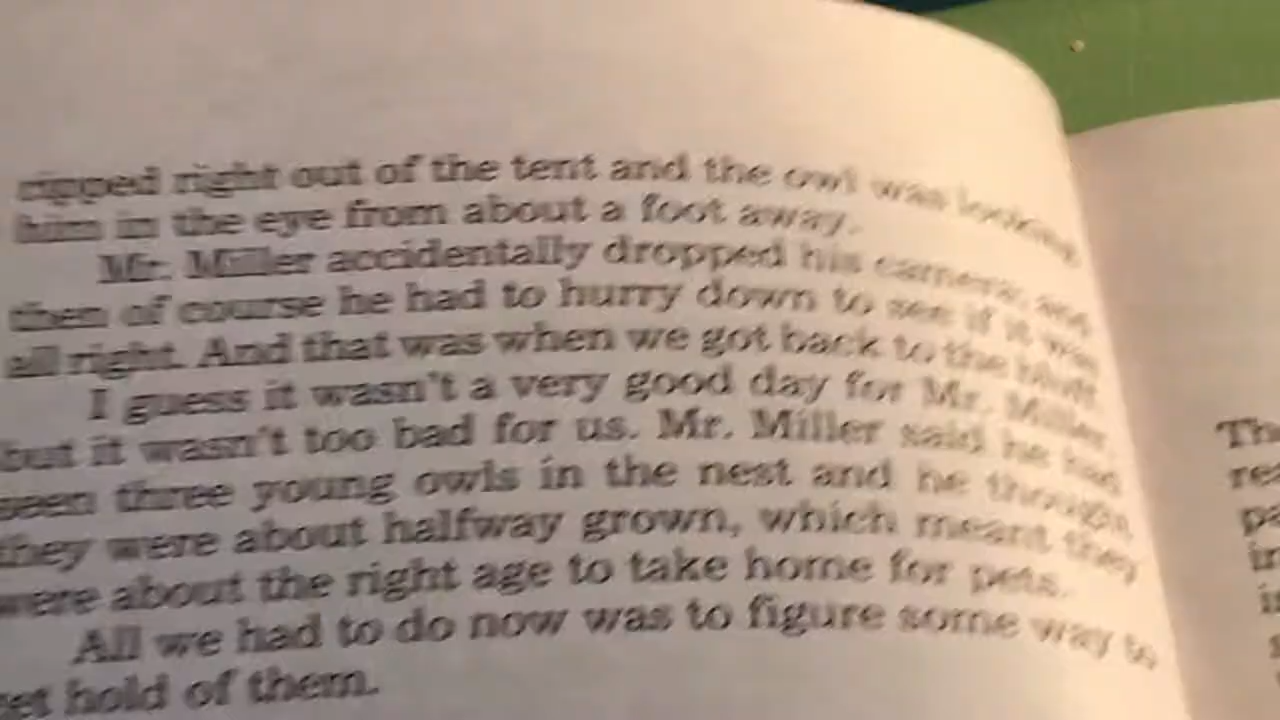 ripped right out of the tent and the owl was looking
him in the eye from about a foot away.
Mr. Miller accidentally dropped his camera, and
then of course he had to hurry down to see if it was
all right. And that was when we got back to the bluff.
I guess it wasn't a very good day for Mr. Miller,
but it wasn't too bad for us. Mr. Miller said he had
seen three young owls in the nest and he thought
they were about halfway grown, which meant they
were about the right age to take home for pets.
All we had to do now was to figure some way to
get hold of them.